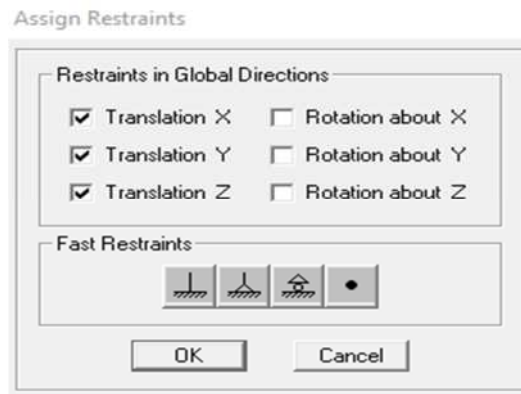 Assign Restraints
Restraints in Global Directions
Translation X Rotation about X
Translation Y Rotation about Y
Translation Z Rotation about Z
Fast Restraints
OK Cancel